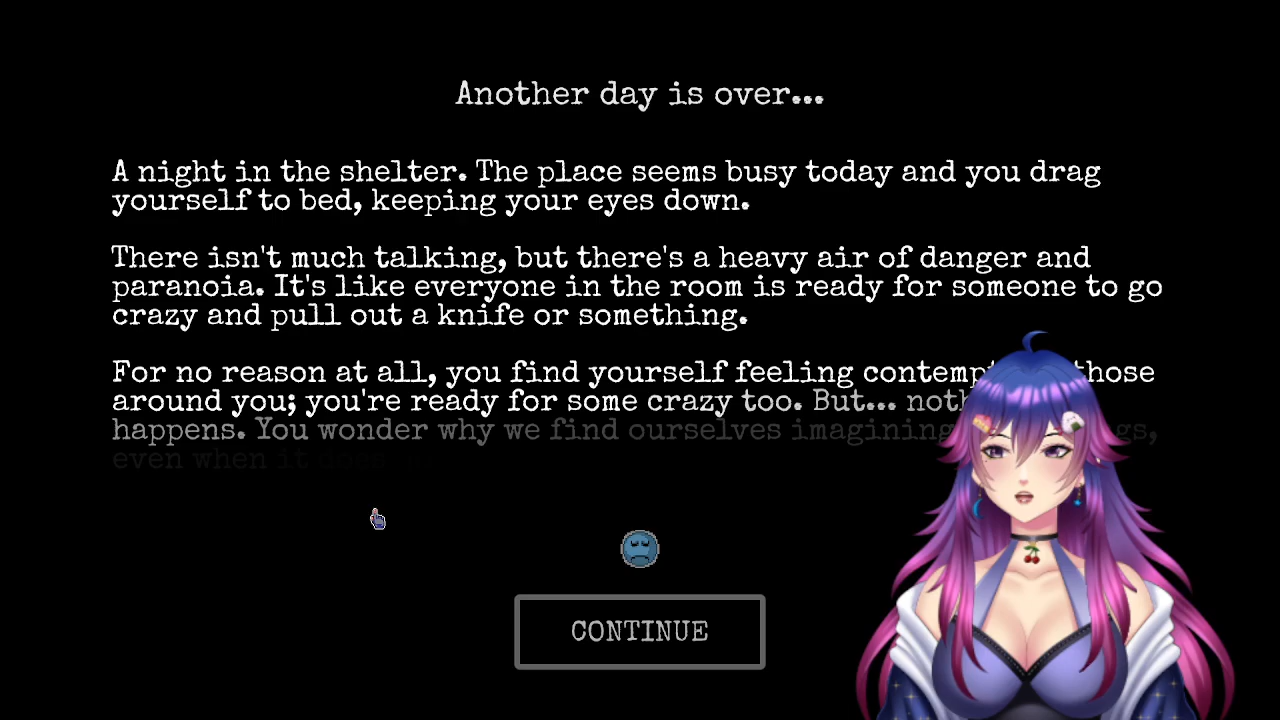 Another day is over...
A night in the shelter. The place seems busy today and you drag
yourself to bed, keeping your eyes down.
There isn't much talking, but there's a heavy air of danger and
paranoia. It's like everyone in the room is ready for someone to go
crazy and pull out a knife or something.
For no reason at all, you find yourself feeling those
around you; you're ready for some crazy too. But...
happens. You wonder why we find ourselves imagining
even when it
CONTINUE